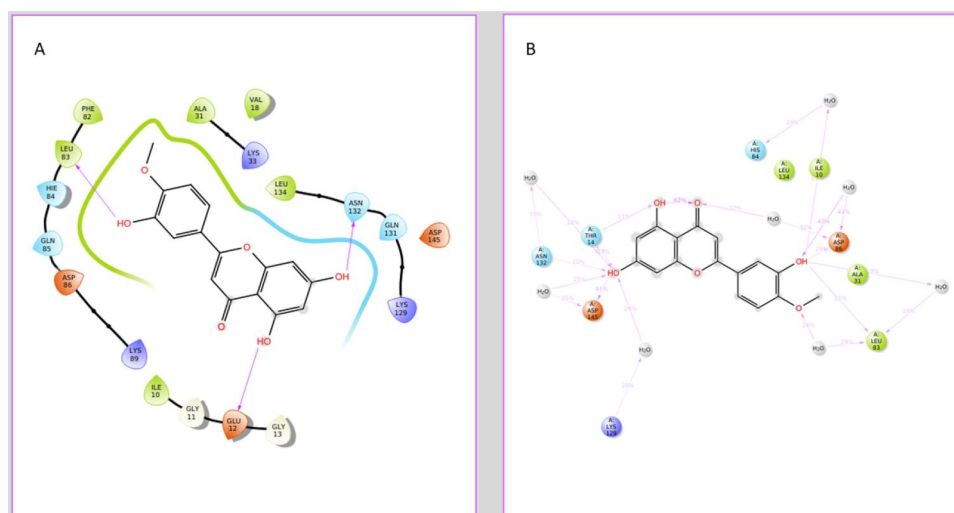 A
PHE
82
LEU
83
HIE
84
GLN
85
ASP
86
LYS
89
ILE
10
GLY
11
GLU
12
GLY
13
ALA
31
VAL
18
LYS
33
LEU
134
ASN
132
GLN
131
ASP
145
LYS
129
O
HO
O
O
OH
HO
B
H₂O
A:
HIS
84
A:
LEU
134
A:
ILE
10
H₂O
H₂O
H₂O
A:
THR
14
A:
ASN
132
OH
O
A:
ASP
86
HO
O
OH
A:
ALA
31
H₂O
H₂O
A:
ASP
145
O
A:
LEU
83
H₂O
H₂O
A:
LYS
129